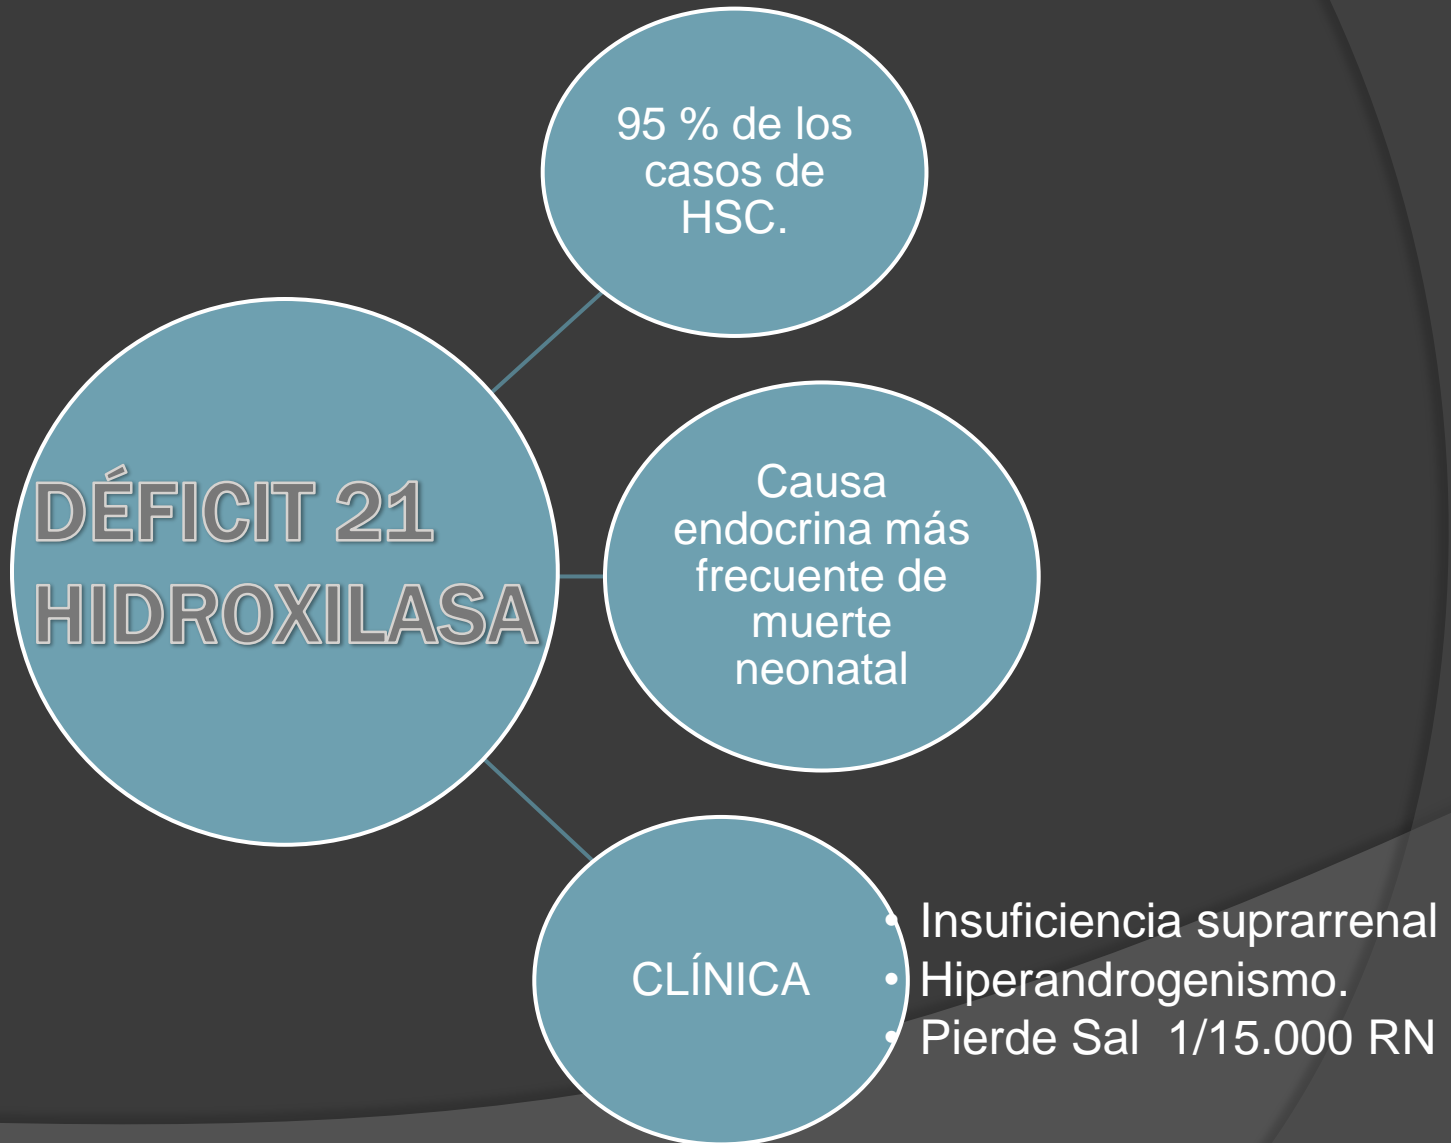 95 % de los
casos de
HSC.
DÉFICIT 21
HIDROXILASA
Causa
endocrina más
frecuente de
muerte
neonatal
CLÍNICA
• Insuficiencia suprarrenal
• Hiperandrogenismo.
• Pierde Sal 1/15.000 RN